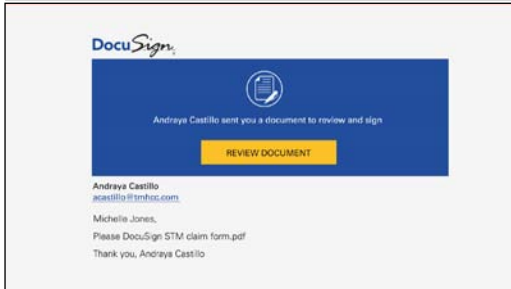 DocuSign
Andraya Castillo sent you a document to review and sign
REVIEW DOCUMENT
Andraya Castillo
acastillo@tmhcc.com
Michelle Jones,
Please DocuSign STM claim form.pdf
Thank you, Andraya Castillo